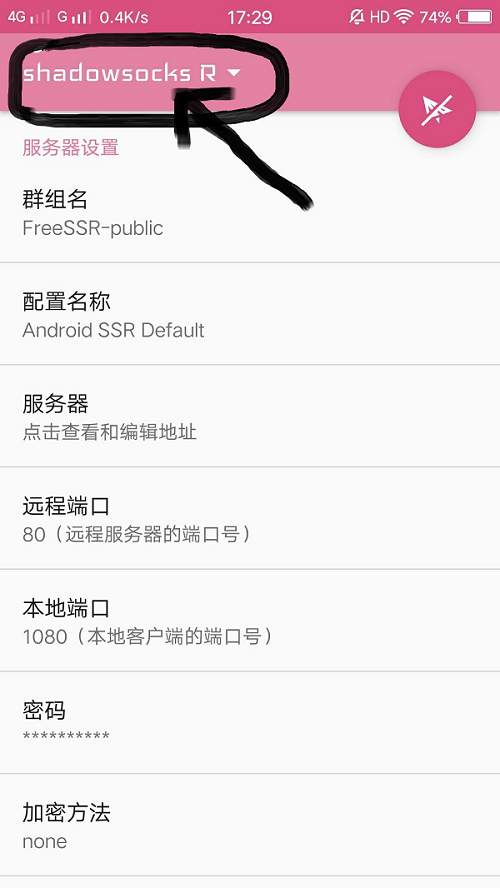 4G G 0.4K/s 17:29 HD 74%
shadowsocks R
服务器设置
群组名
FreeSSR-public
配置名称
Android SSR Default
服务器
点击查看和编辑地址
远程端口
80（远程服务器的端口号）
本地端口
1080（本地客户端的端口号）
密码
**********
加密方法
none